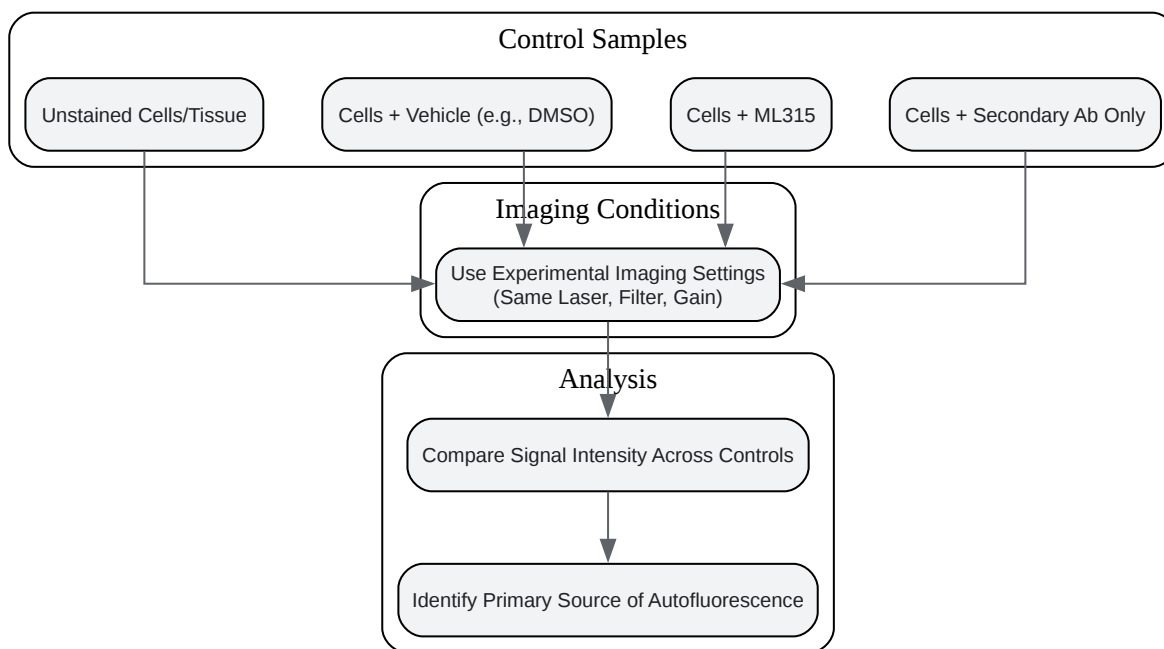 Control Samples
Unstained Cells/Tissue
Cells + Vehicle (e.g., DMSO)
Cells + ML315
Cells + Secondary Ab Only
Imaging Conditions
Use Experimental Imaging Settings
(Same Laser, Filter, Gain)
Analysis
Compare Signal Intensity Across Controls
Identify Primary Source of Autofluorescence